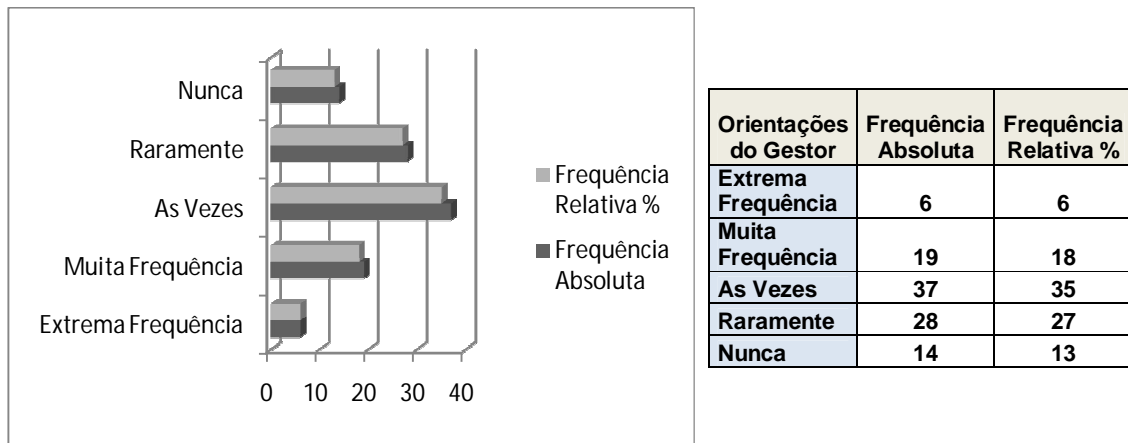 Nunca
Raramente
As Vezes
Muita Frequência
Extrema Frequência
0 10 20 30 40
Frequência
Relativa %
Frequência
Absoluta
Orientações do Gestor Frequência Absoluta Frequência Relativa %
Extrema Frequência 6 6
Muita Frequência 19 18
As Vezes 37 35
Raramente 28 27
Nunca 14 13